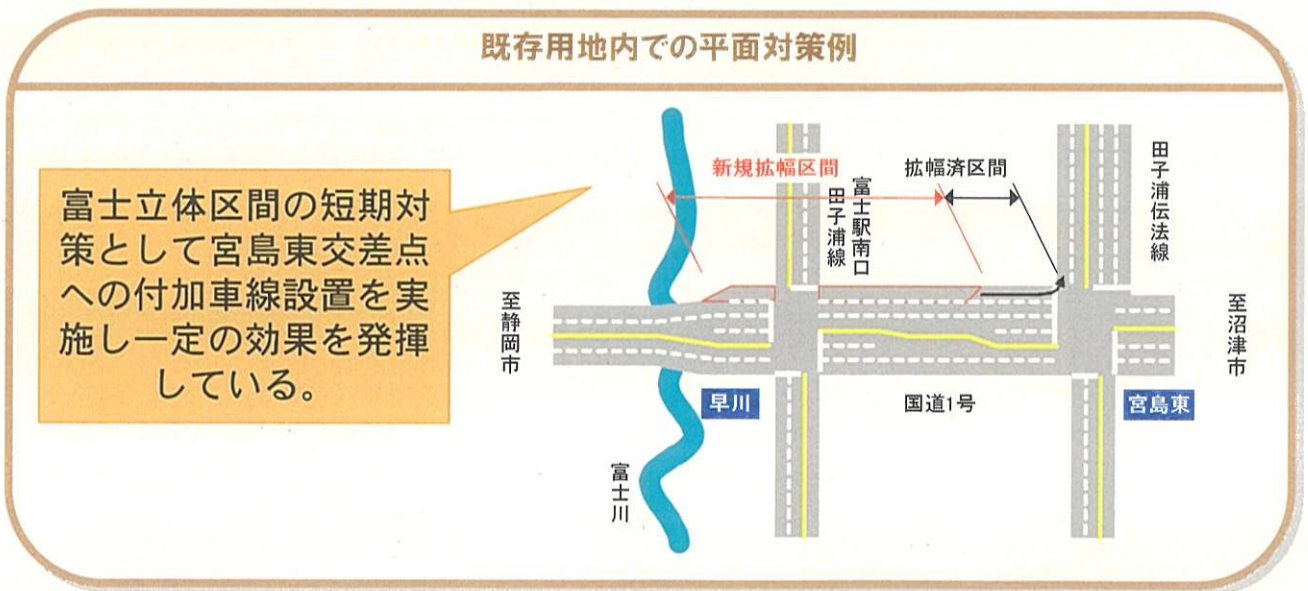 既存用地内での平面対策例
富士立体区間の短期対
策として宮島東交差点
への付加車線設置を実
施し一定の効果を発揮
している。
新規拡幅区間
拡幅済区間
富士駅南口
田子浦線
田子浦伝法線
至静岡市
至沼津市
早川
国道1号
宮島東
富士川